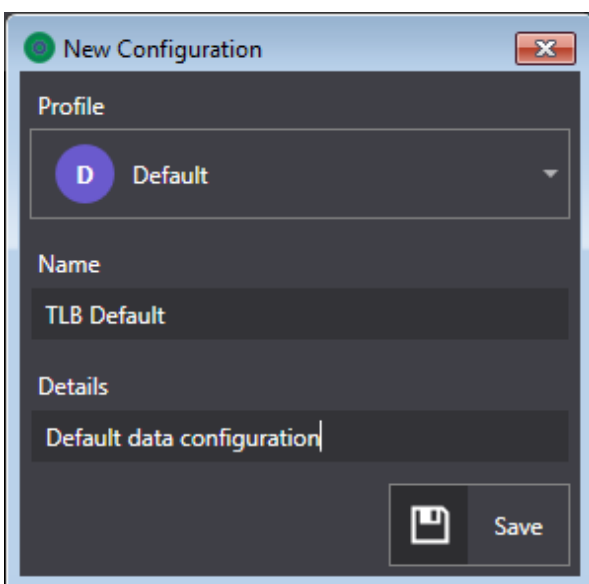 New Configuration
Profile
D Default
Name
TLB Default
Details
Default data configuration
Save